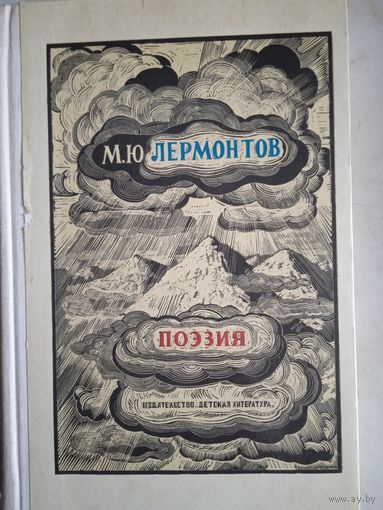 М.Ю ЛЕРМОНТОВ
ПОЭЗИЯ
ИЗДАТЕЛЬСТВО „ДЕТСКАЯ ЛИТЕРАТУРА„
www.ay.by